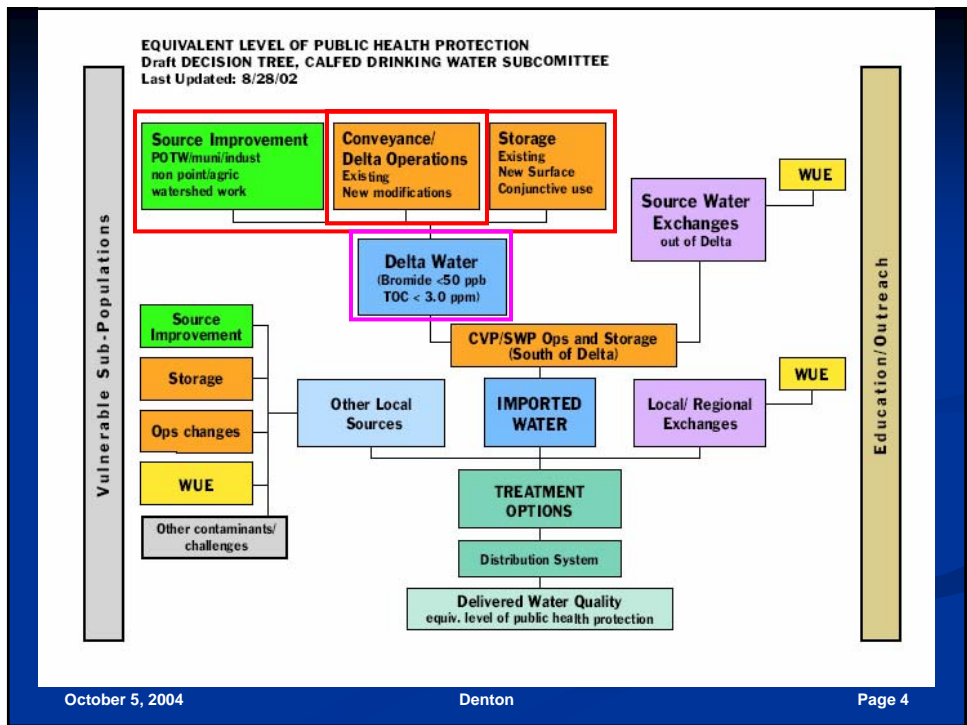 EQUIVALENT LEVEL OF PUBLIC HEALTH PROTECTION
Draft DECISION TREE, CALFED DRINKING WATER SUBCOMITTEE
Last Updated: 8/28/02
Vulnerable Sub-Populations
Source Improvement
POTW/muni/indust
non point/agric
watershed work
Conveyance/
Delta Operations
Existing
New modifications
Storage
Existing
New Surface
Conjunctive use
WUE
Source Water
Exchanges
out of Delta
Delta Water
(Bromide <50 ppb
TOC < 3.0 ppm)
CVP/SWP Ops and Storage
(South of Delta)
Source
Improvement
Storage
Ops changes
WUE
Other contaminants/
challenges
Other Local
Sources
IMPORTED
WATER
Local/ Regional
Exchanges
WUE
TREATMENT
OPTIONS
Distribution System
Delivered Water Quality
equiv. level of public health protection
Education/Outreach
October 5, 2004
Denton
Page 4